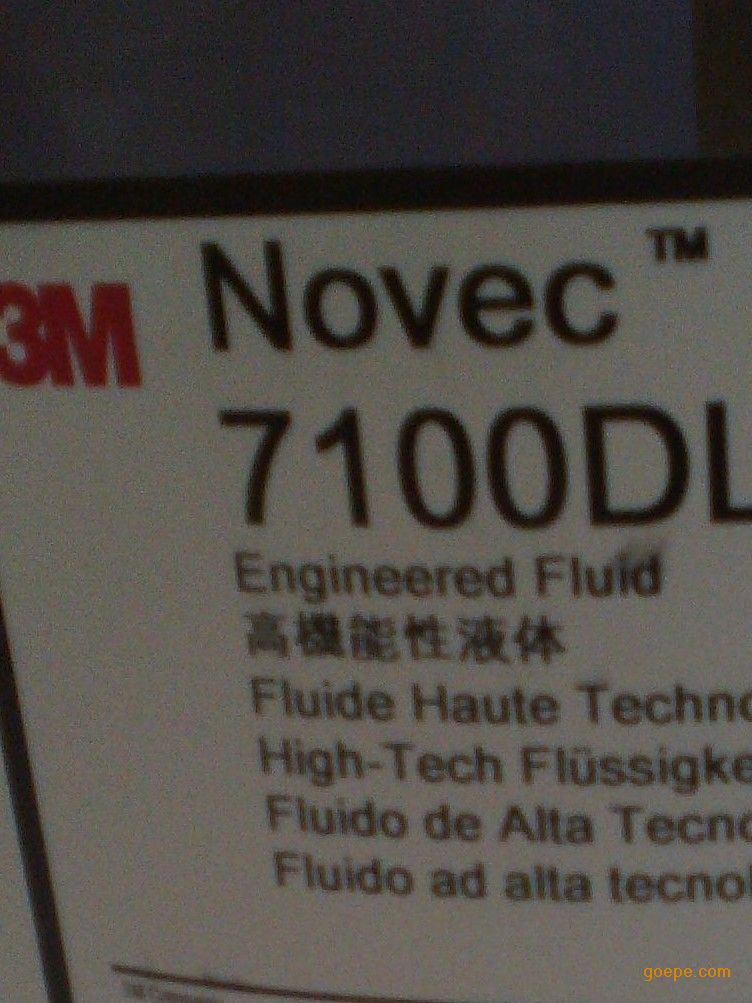 3M
Novec ™
7100DL
Engineered Fluid
高機能性液体
Fluide Haute Techno
High-Tech Flüssigke
Fluido de Alta Tecno
Fluido ad alta tecnol
goepe.com